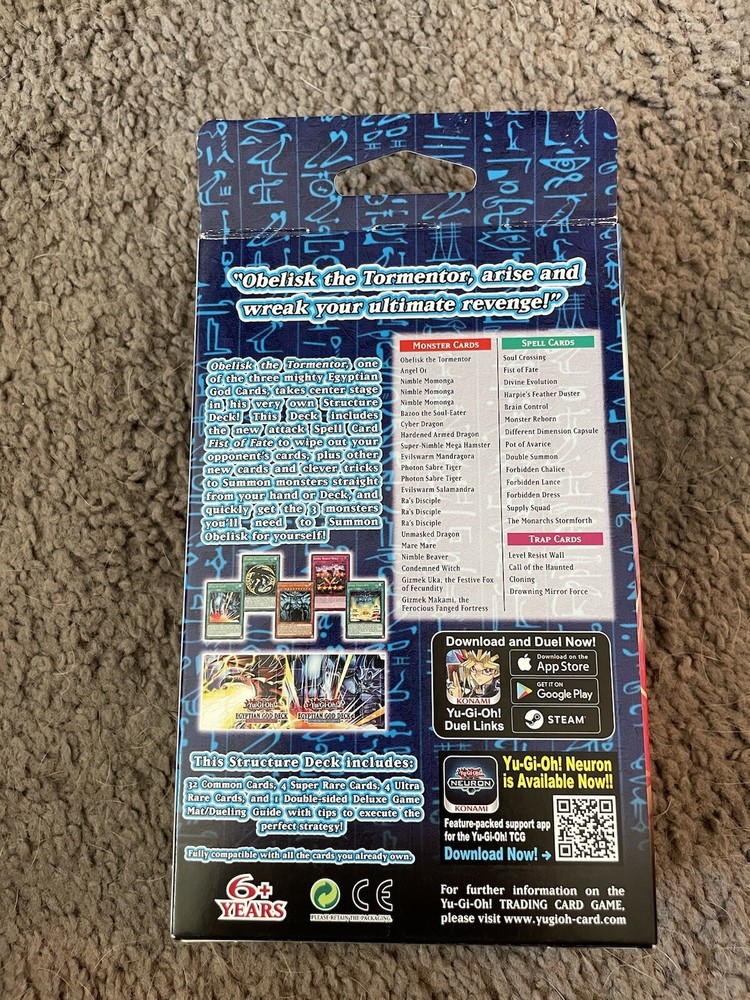 "Obelisk the Tormentor, arise and
wreak your ultimate revenge!"
Obelisk the Tormentor, one
of the three mighty Egyptian
God Cards, takes center stage
in his very own Structure
Deck! This Deck includes
the new attack Spell Card
Fist of Fate to wipe out your
opponent's cards, plus other
new cards and clever tricks
to Summon monsters straight
from your hand or Deck, and
quickly get the 3 monsters
you'll need to Summon
Obelisk for yourself!
MONSTER CARDS
Obelisk the Tormentor
Angel O1
Nimble Momonga
Nimble Momonga
Nimble Momonga
Bazoo the Soul-Eater
Cyber Dragon
Hardened Armed Dragon
Super-Nimble Mega Hamster
Evilswarm Mandragora
Photon Sabre Tiger
Photon Sabre Tiger
Evilswarm Salamandra
Ra's Disciple
Ra's Disciple
Ra's Disciple
Unmasked Dragon
Mare Mare
Nimble Beaver
Condemned Witch
Gizmek Uka, the Festive Fox
of Fecundity
Gizmek Makami, the
Ferocious Fanged Fortress
SPELL CARDS
Soul Crossing
Fist of Fate
Divine Evolution
Harpie's Feather Duster
Brain Control
Monster Reborn
Different Dimension Capsule
Pot of Avarice
Double Summon
Forbidden Chalice
Forbidden Lance
Forbidden Dress
Supply Squad
The Monarchs Stormforth
TRAP CARDS
Level Resist Wall
Call of the Haunted
Cloning
Drowning Mirror Force
Yu-Gi-Oh!
EGYPTIAN GOD DECK
Yu-Gi-Oh!
EGYPTIAN GOD DECK
This Structure Deck includes:
32 Common Cards, 4 Super Rare Cards, 4 Ultra
Rare Cards, and 1 Double-sided Deluxe Game
Mat/Dueling Guide with tips to execute the
perfect strategy!
Fully compatible with all the cards you already own.
6+
YEARS
PLEASE RETAIN THE PACKAGING
CE
Download and Duel Now!
KONAMI
Yu-Gi-Oh!
Duel Links
Download on the
App Store
GET IT ON
Google Play
STEAM
Yu-Gi-Oh!
NEURON
KONAMI
Yu-Gi-Oh! Neuron
is Available Now!!
Feature-packed support app
for the Yu-Gi-Oh! TCG
Download Now! →
For further information on the
Yu-Gi-Oh! TRADING CARD GAME,
please visit www.yugioh-card.com